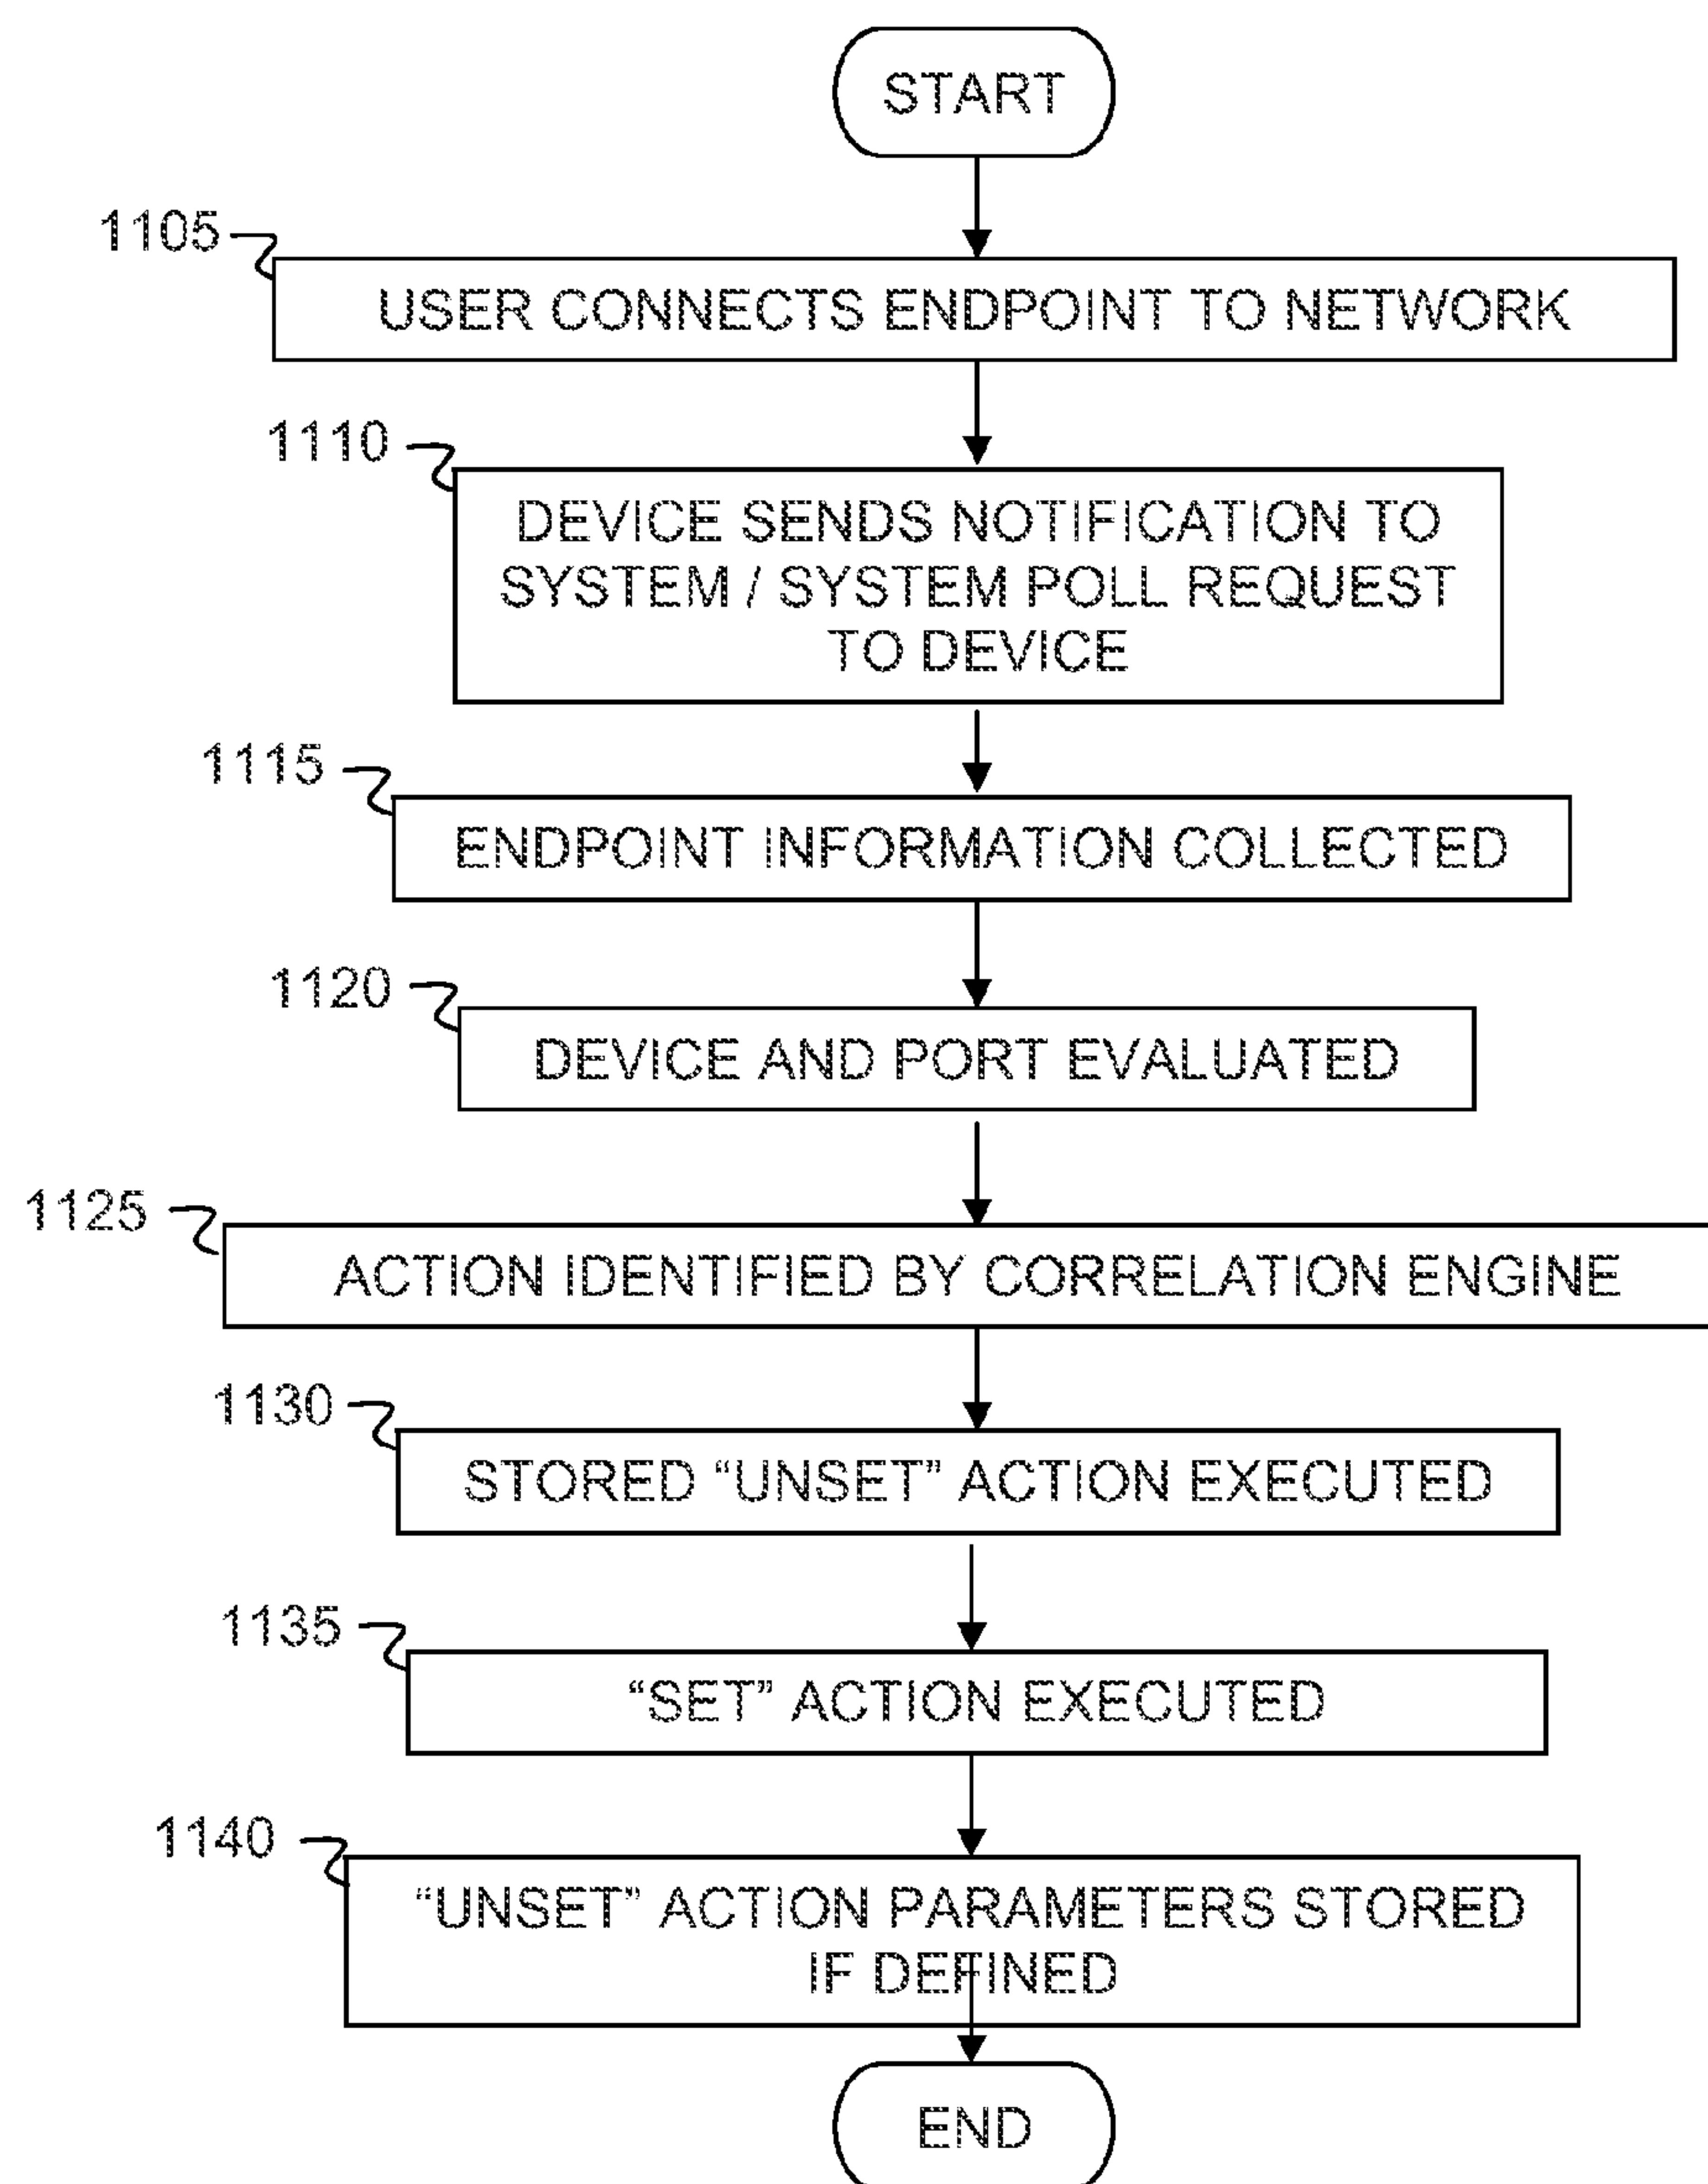 START
1105
USER CONNECTS ENDPOINT TO NETWORK
1110
DEVICE SENDS NOTIFICATION TO
SYSTEM / SYSTEM POLL REQUEST
TO DEVICE
1115
ENDPOINT INFORMATION COLLECTED
1120
DEVICE AND PORT EVALUATED
1125
ACTION IDENTIFIED BY CORRELATION ENGINE
1130
STORED “UNSET” ACTION EXECUTED
1135
“SET” ACTION EXECUTED
1140
“UNSET” ACTION PARAMETERS STORED
IF DEFINED
END